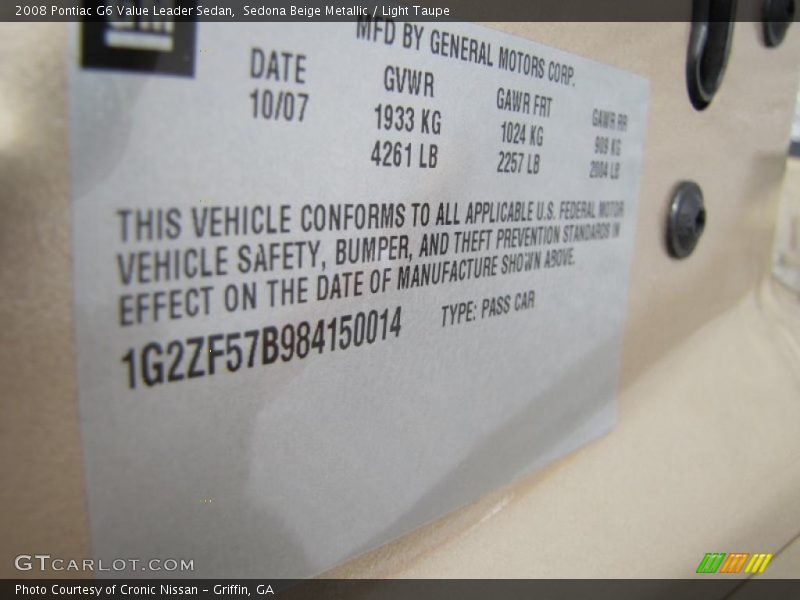 2008 Pontiac G6 Value Leader Sedan, Sedona Beige Metallic / Light Taupe
MFD BY GENERAL MOTORS CORP.
DATE GVWR GAWR FRT GAWR RR
10/07 1933 KG 1024 KG 909 KG
4261 LB 2257 LB 2004 LB
THIS VEHICLE CONFORMS TO ALL APPLICABLE U.S. FEDERAL MOTOR
VEHICLE SAFETY, BUMPER, AND THEFT PREVENTION STANDARDS IN
EFFECT ON THE DATE OF MANUFACTURE SHOWN ABOVE.
1G2ZF57B984150014 TYPE: PASS CAR
GTCARLOT.COM
Photo Courtesy of Cronic Nissan - Griffin, GA